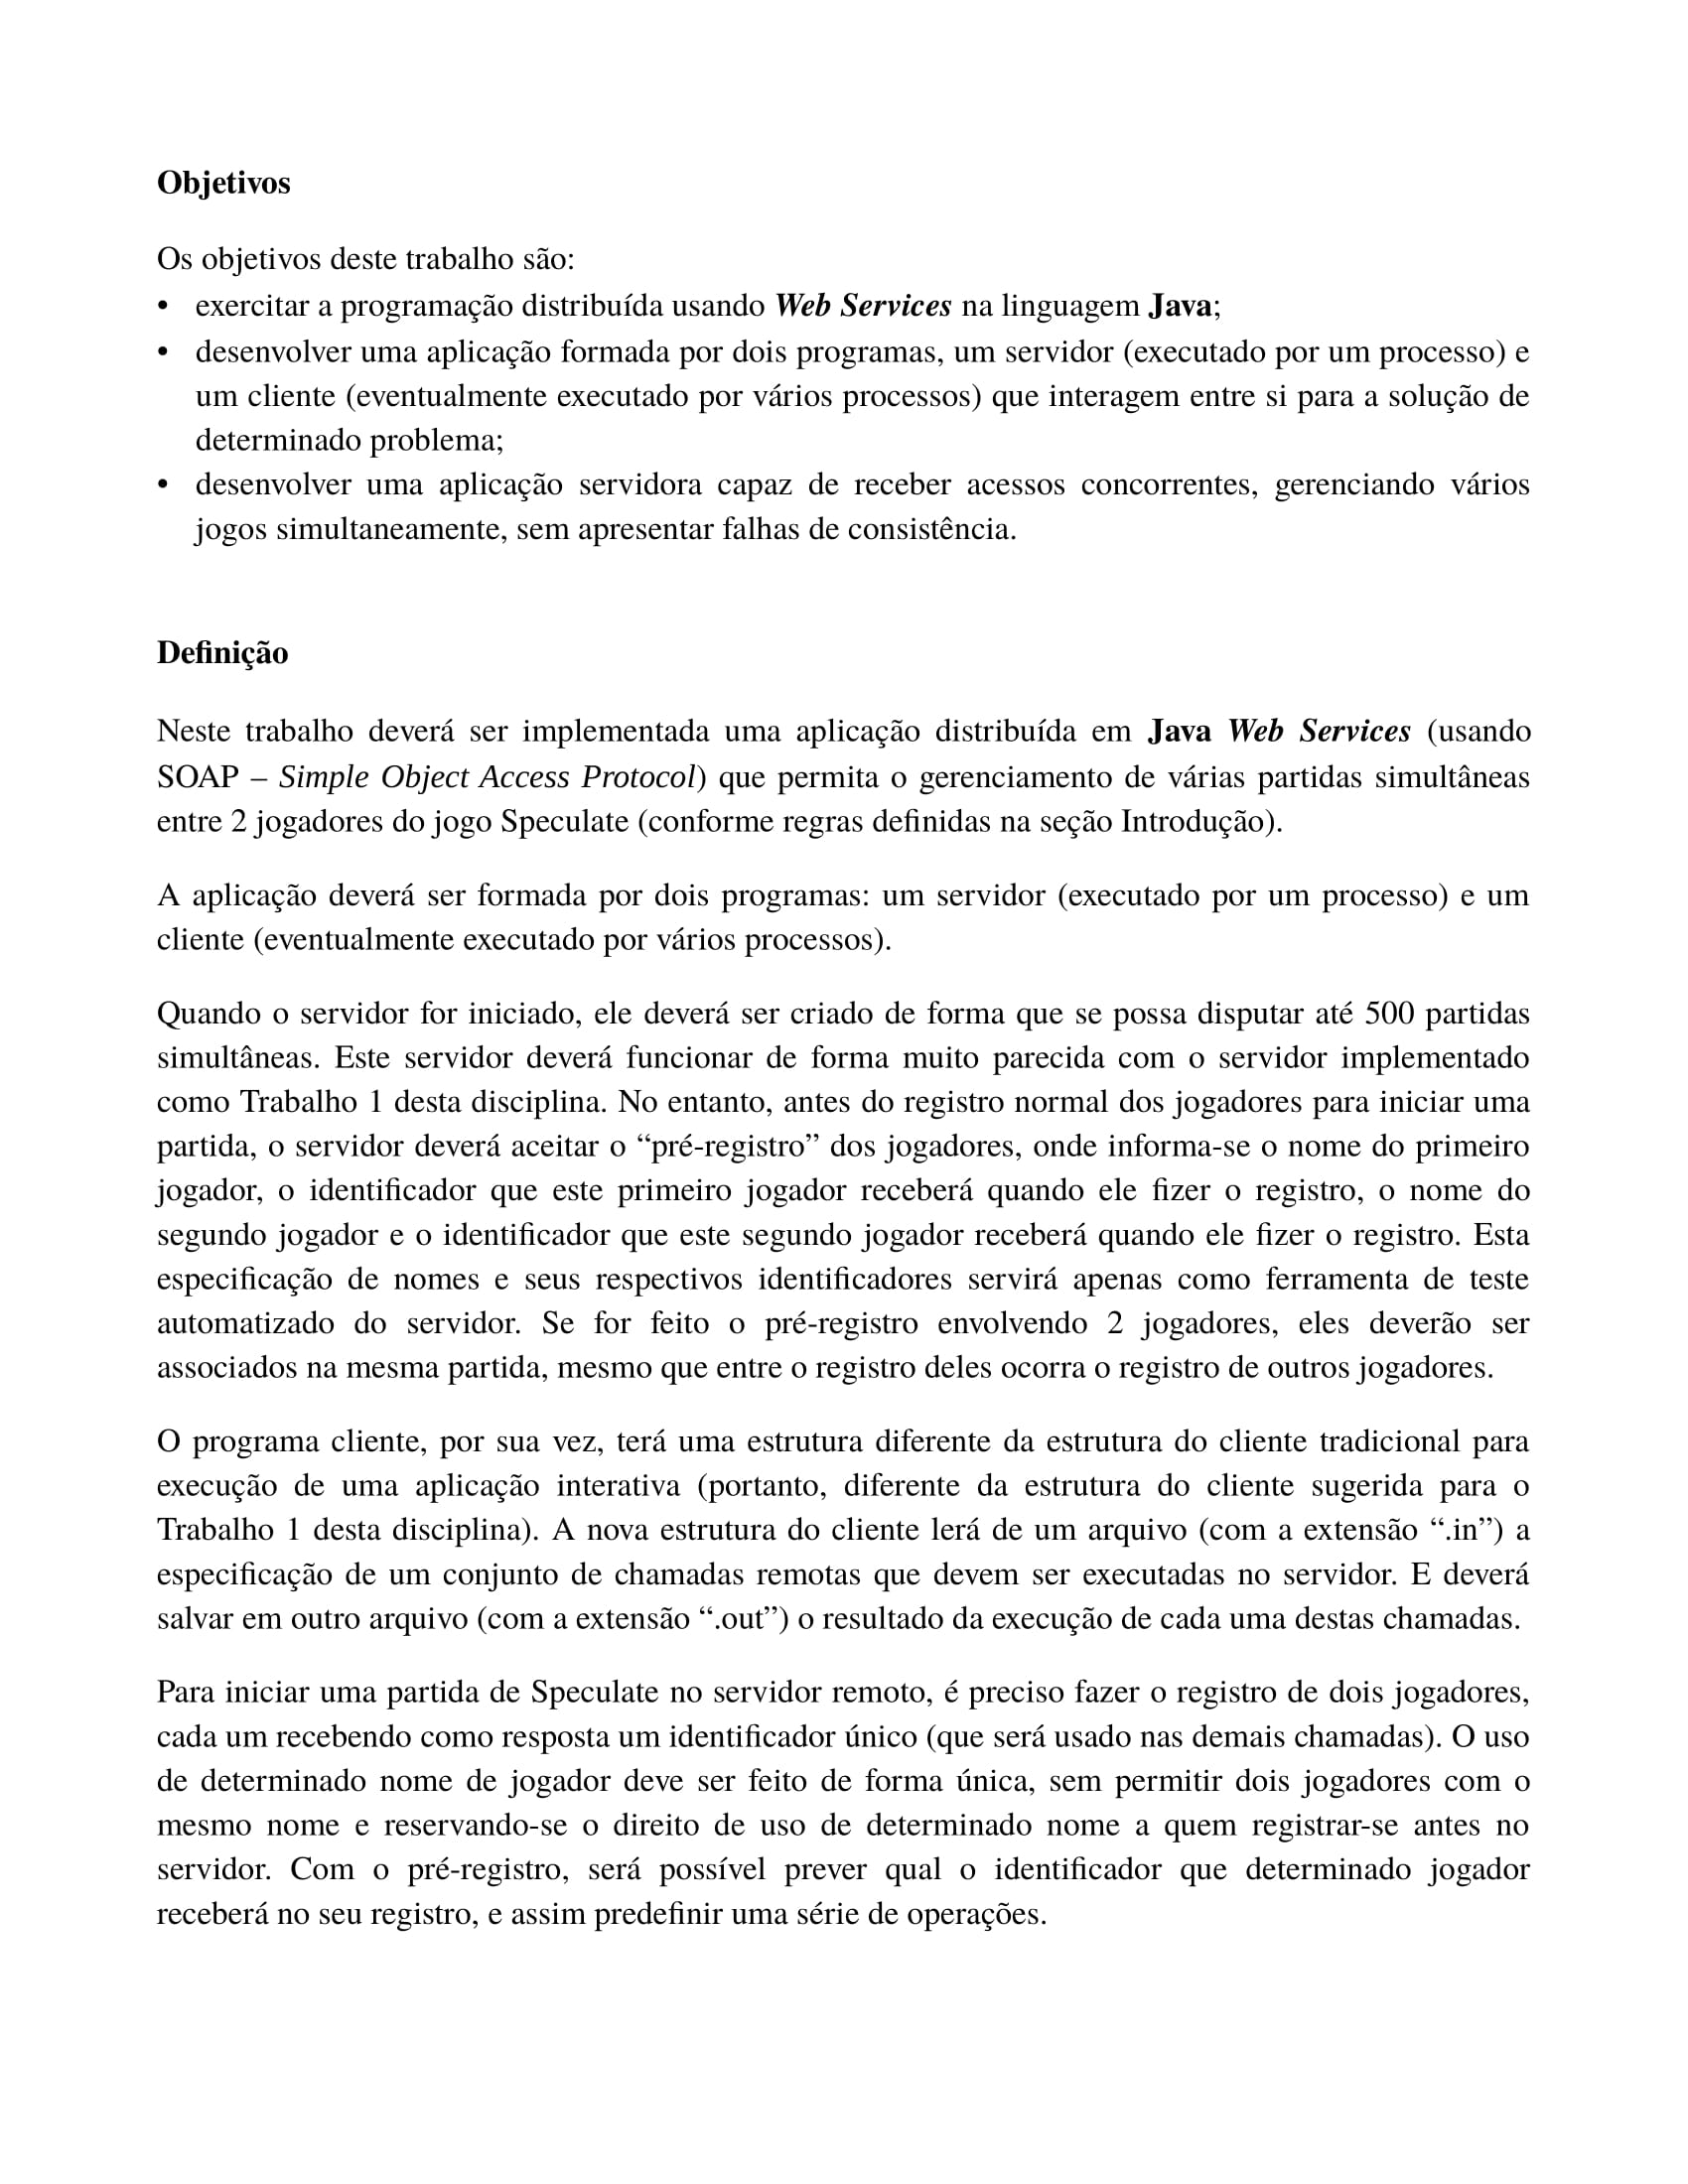 Objetivos
Os objetivos deste trabalho são:
• exercitar a programação distribuída usando Web Services na linguagem Java;
• desenvolver uma aplicação formada por dois programas, um servidor (executado por um processo) e
um cliente (eventualmente executado por vários processos) que interagem entre si para a solução de
determinado problema;
• desenvolver uma aplicação servidora capaz de receber acessos concorrentes, gerenciando vários
jogos simultaneamente, sem apresentar falhas de consistência.
Definição
Neste trabalho deverá ser implementada uma aplicação distribuída em Java Web Services (usando
SOAP – Simple Object Access Protocol) que permita o gerenciamento de várias partidas simultâneas
entre 2 jogadores do jogo Speculate (conforme regras definidas na seção Introdução).
A aplicação deverá ser formada por dois programas: um servidor (executado por um processo) e um
cliente (eventualmente executado por vários processos).
Quando o servidor for iniciado, ele deverá ser criado de forma que se possa disputar até 500 partidas
simultâneas. Este servidor deverá funcionar de forma muito parecida com o servidor implementado
como Trabalho 1 desta disciplina. No entanto, antes do registro normal dos jogadores para iniciar uma
partida, o servidor deverá aceitar o “pré-registro” dos jogadores, onde informa-se o nome do primeiro
jogador, o identificador que este primeiro jogador receberá quando ele fizer o registro, o nome do
segundo jogador e o identificador que este segundo jogador receberá quando ele fizer o registro. Esta
especificação de nomes e seus respectivos identificadores servirá apenas como ferramenta de teste
automatizado do servidor. Se for feito o pré-registro envolvendo 2 jogadores, eles deverão ser
associados na mesma partida, mesmo que entre o registro deles ocorra o registro de outros jogadores.
O programa cliente, por sua vez, terá uma estrutura diferente da estrutura do cliente tradicional para
execução de uma aplicação interativa (portanto, diferente da estrutura do cliente sugerida para o
Trabalho 1 desta disciplina). A nova estrutura do cliente lerá de um arquivo (com a extensão “.in”) a
especificação de um conjunto de chamadas remotas que devem ser executadas no servidor. E deverá
salvar em outro arquivo (com a extensão “.out”) o resultado da execução de cada uma destas chamadas.
Para iniciar uma partida de Speculate no servidor remoto, é preciso fazer o registro de dois jogadores,
cada um recebendo como resposta um identificador único (que será usado nas demais chamadas). O uso
de determinado nome de jogador deve ser feito de forma única, sem permitir dois jogadores com o
mesmo nome e reservando-se o direito de uso de determinado nome a quem registrar-se antes no
servidor. Com o pré-registro, será possível prever qual o identificador que determinado jogador
receberá no seu registro, e assim predefinir uma série de operações.